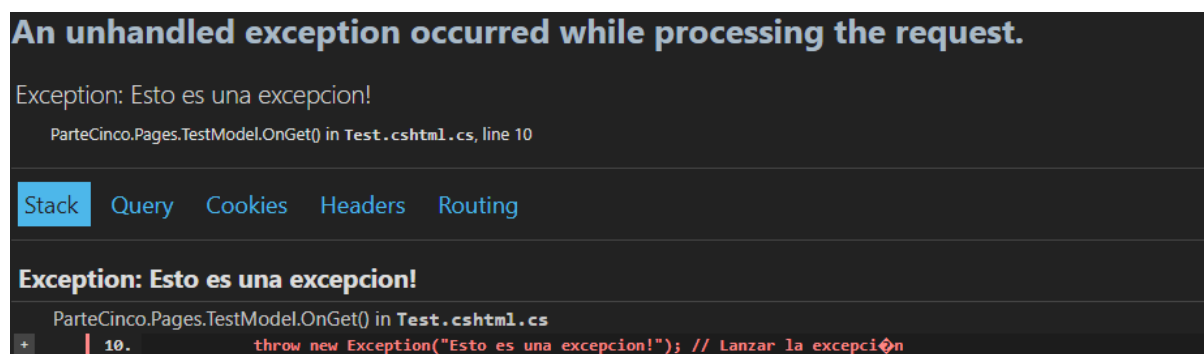 An unhandled exception occurred while processing the request.
Exception: Esto es una excepcion!
ParteCinco.Pages.TestModel.OnGet() in Test.cshtml.cs, line 10
Stack Query Cookies Headers Routing
Exception: Esto es una excepcion!
ParteCinco.Pages.TestModel.OnGet() in Test.cshtml.cs
+ 10. throw new Exception("Esto es una excepcion!"); // Lanzar la excepci�n